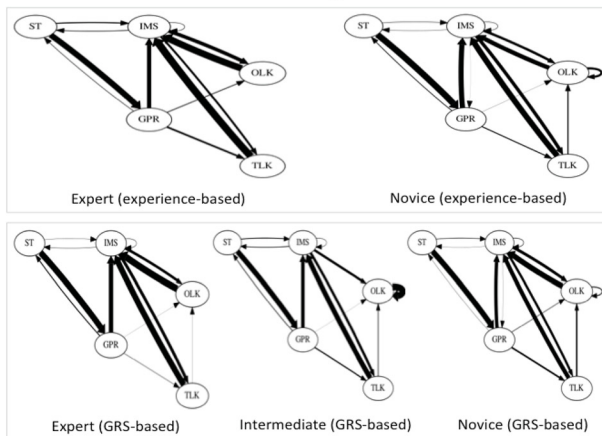 ST IMS
OLK
GPR
TLK
Expert (experience-based)
ST IMS
OLK
GPR
TLK
Novice (experience-based)
ST IMS
OLK
GPR
TLK
Expert (GRS-based)
ST IMS
OLK
GPR
TLK
Intermediate (GRS-based)
ST IMS
OLK
GPR
TLK
Novice (GRS-based)